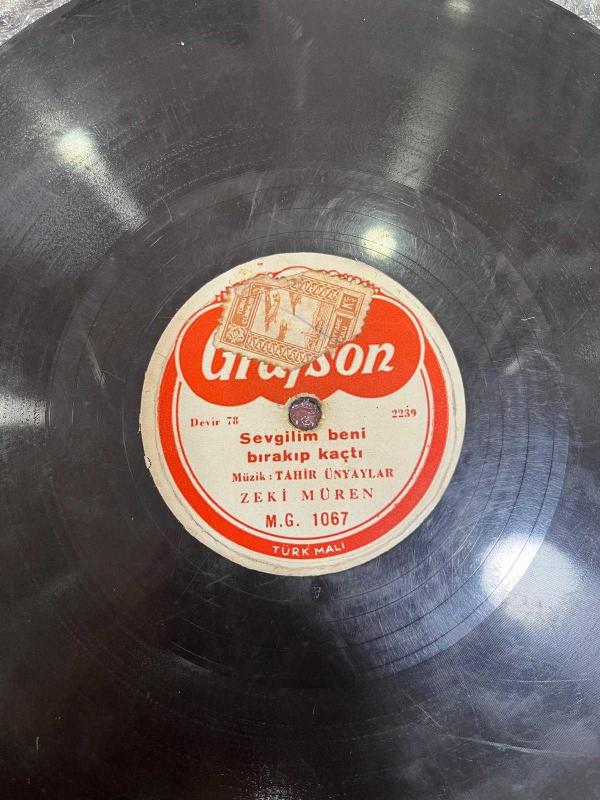 Grafson
Devir 78
2239
Sevgilim beni
bırakıp kaçtı
Müzik : TAHİR ÜNYAYLAR
ZEKİ MÜREN
M.G. 1067
TÜRK MALI